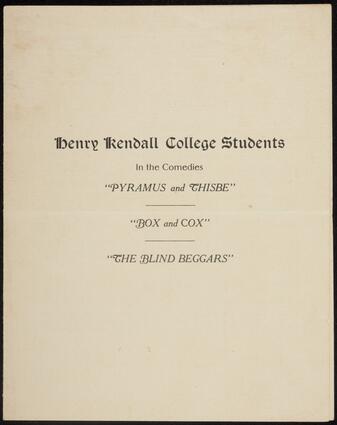 Henry Kendall College Students
In the Comedies
"PYRAMUS and THISBE"
"BOX and COX"
"THE BLIND BEGGARS"